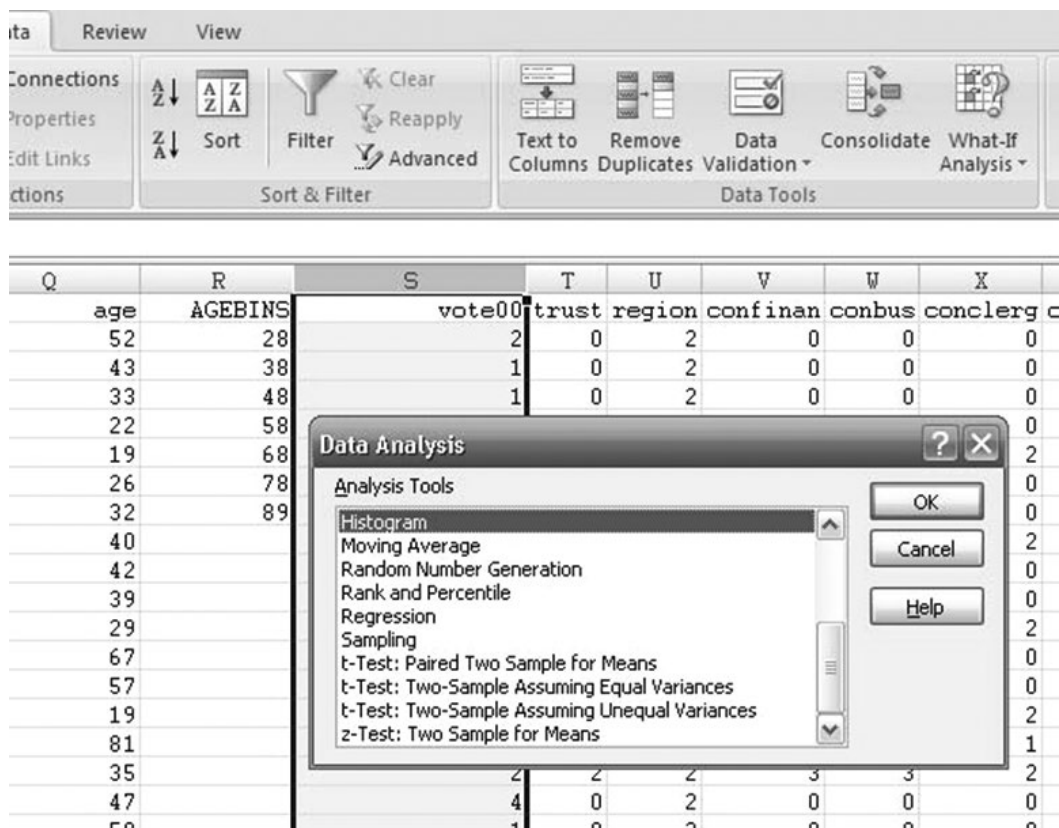 ta Review View
Connections Clear
Properties Reapply
Edit Links Sort Filter Advanced Text to Columns Remove Duplicates Data Validation Consolidate What-If Analysis
ctions Sort & Filter Data Tools
Q R S T U V W X
age AGEBINS vote00 trust region confinan conbus conclerg c
52 28 2 0 2 0 0 0
43 38 1 0 2 0 0 0
33 48 1 0 2 0 0 0
22 58 0
19 68 2
26 78 0
32 89 0
40 2
42 0
39 0
29 2
67 0
57 0
19 2
81 1
35 2 2 2 3 3 2
47 4 0 2 0 0 0
Data Analysis
Analysis Tools
Histogram
Moving Average
Random Number Generation
Rank and Percentile
Regression
Sampling
t-Test: Paired Two Sample for Means
t-Test: Two-Sample Assuming Equal Variances
t-Test: Two-Sample Assuming Unequal Variances
z-Test: Two Sample for Means
OK
Cancel
Help